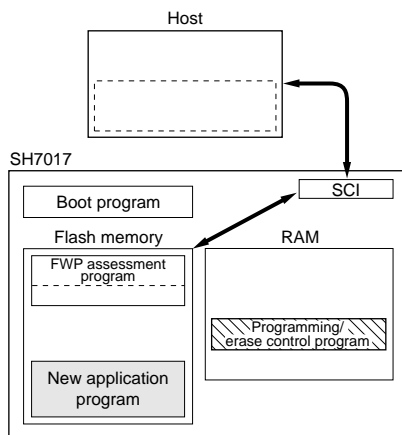 Host
SH7017
SCI
Boot program
Flash memory
RAM
FWP assessment
program
Programming/
erase control program
New application
program